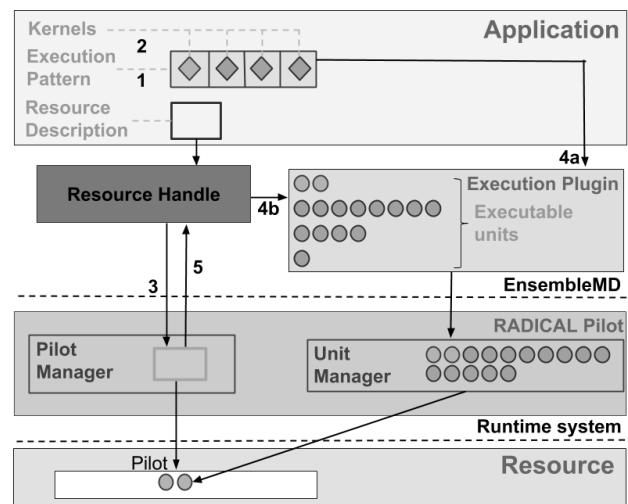 Kernels
2
Application
Execution
Pattern
1
Resource
Description
4a
Resource Handle
4b
Execution Plugin
Executable
units
3
5
EnsembleMD
RADICAL Pilot
Pilot
Manager
Unit
Manager
Runtime system
Pilot
Resource